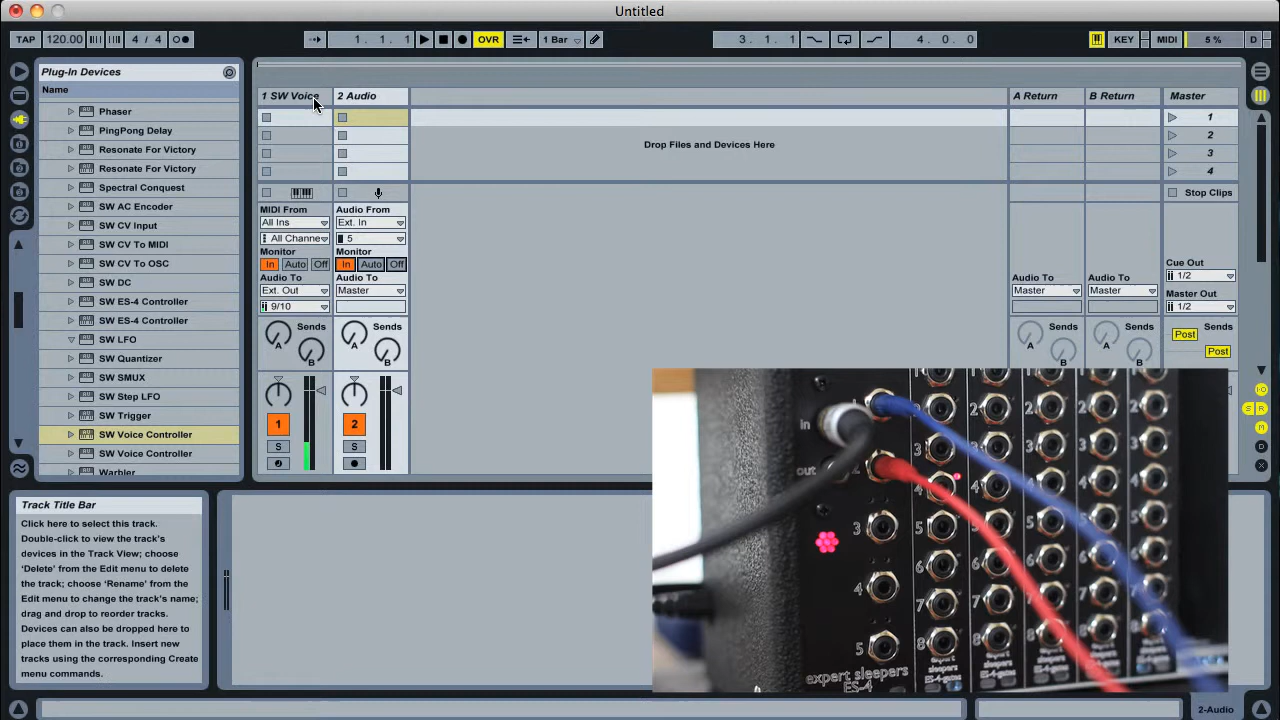 Untitled
TAP 120.00 4 / 4 1. 1. 1 OVR 1 Bar 3. 1. 1 4. 0. 0 KEY MIDI 5 % D
Plug-In Devices
Name
Phaser
PingPong Delay
Resonate For Victory
Resonate For Victory
Spectral Conquest
SW AC Encoder
SW CV Input
SW CV To MIDI
SW CV To OSC
SW DC
SW ES-4 Controller
SW ES-4 Controller
SW LFO
SW Quantizer
SW SMUX
SW Step LFO
SW Trigger
SW Voice Controller
SW Voice Controller
Warbler
1 SW Voice 2 Audio A Return B Return Master
1
Drop Files and Devices Here
2
3
4
Stop Clips
MIDI From Audio From
All Ins Ext. In
All Channe 5
Monitor Monitor
In Auto Off In Auto Off
Audio To Audio To Audio To Audio To
Ext. Out Master Master Master
9/10
Cue Out
1/2
Master Out
1/2
Sends Sends Sends Sends Sends
A B A B A B A B
Post
Post
1 2
S S
S R
M
D
X
in
out
1
2
3
4
5
2 3 4 5 6 7 8
expert sleepers
ES-4
Track Title Bar
Click here to select this track.
Double-click to view the track's
devices in the Track View; choose
'Delete' from the Edit menu to delete
the track; choose 'Rename' from the
Edit menu to change the track's name;
drag and drop to reorder tracks.
Devices can also be dropped here to
place them in the track. Insert new
tracks using the corresponding Create
menu commands.
2-Audio